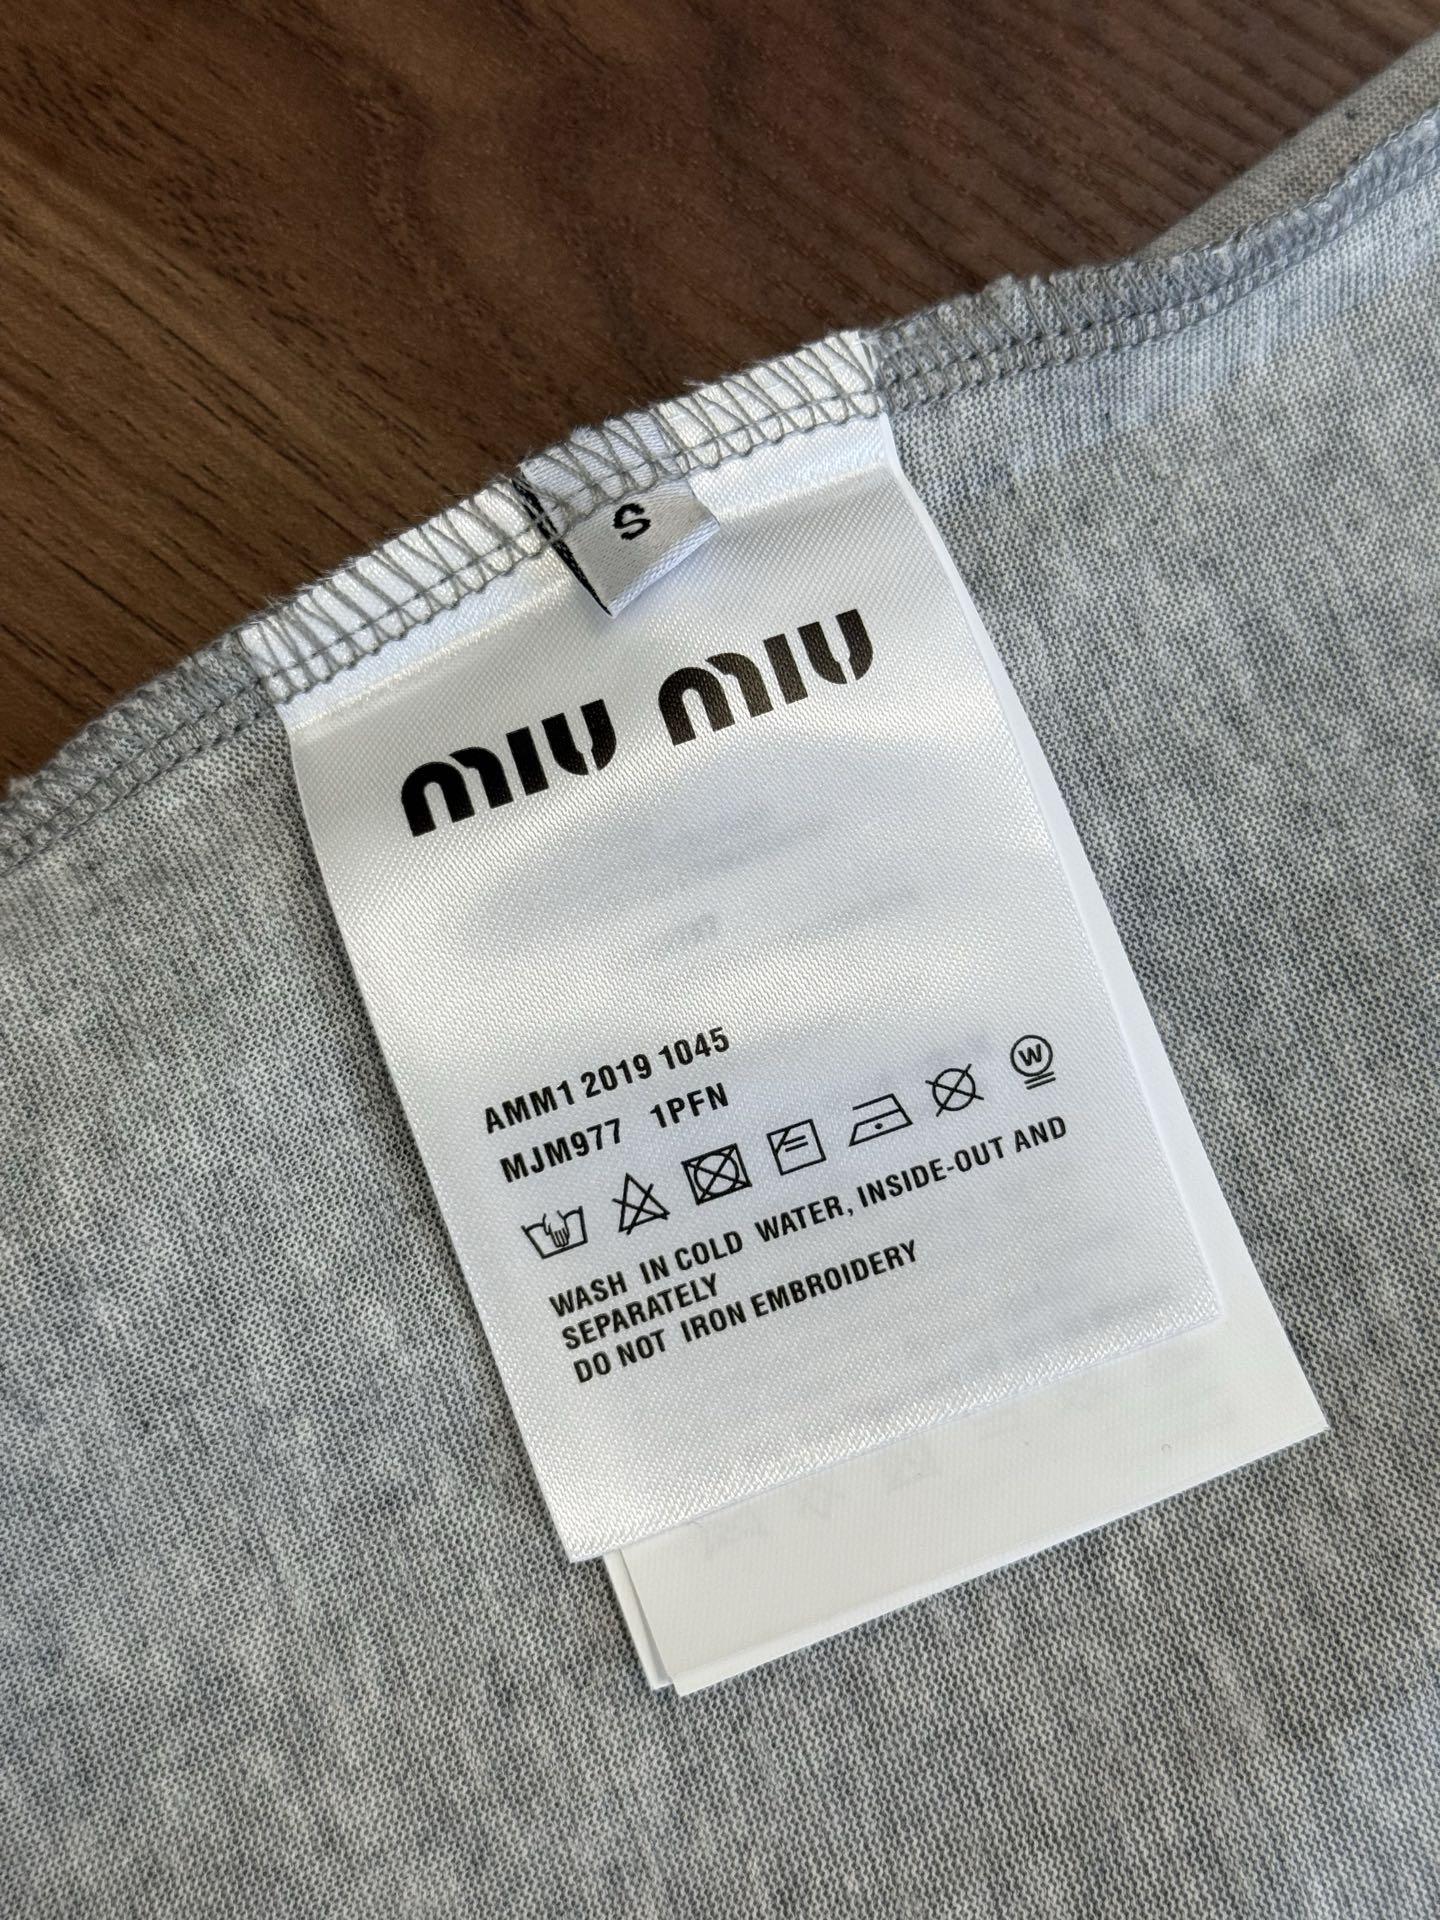 S
MIU MIU
AMM1 2019 1045
MJM977 1PFN
W
WASH IN COLD WATER, INSIDE-OUT AND
SEPARATELY
DO NOT IRON EMBROIDERY